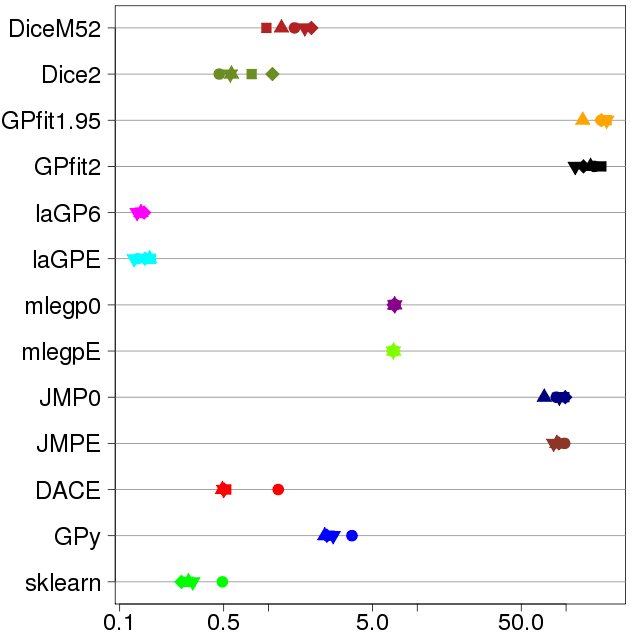 DiceM52
Dice2
GPfit1.95
GPfit2
laGP6
laGPE
mlegp0
mlegpE
JMP0
JMPE
DACE
GPy
sklearn
0.1 0.5 5.0 50.0